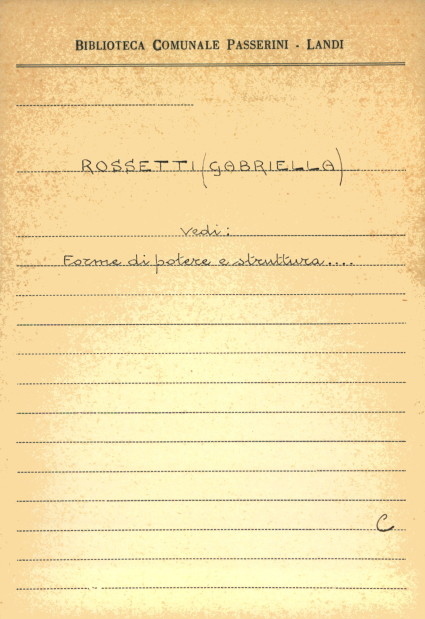 BIBLIOTECA COMUNALE PASSERINI - LANDI
ROSSETTI (GABRIELLA)
Vedi:
Forme di potere e struttura....
C